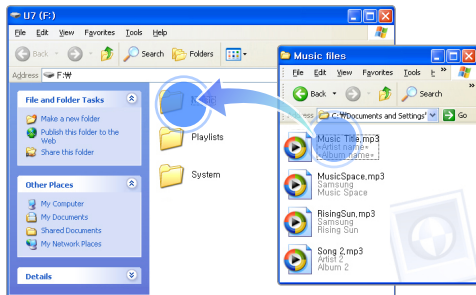 U7 (F:)
File Edit View Favorites Tools Help
Back Search Folders
Address F:₩
File and Folder Tasks
Make a new folder
Publish this folder to the
Web
Share this folder
Other Places
My Computer
My Documents
Shared Documents
My Network Places
Details
Playlists
System
Music files
File Edit View Favorites Tools
Back Search
C:₩Documents and Settings' Go
Music Title,mp3
*Artist name*
*Album name*
MusicSpace,mp3
Samsung
Music Space
RisingSun,mp3
Samsung
Rising Sun
Song 2,mp3
Artist 2
Album 2